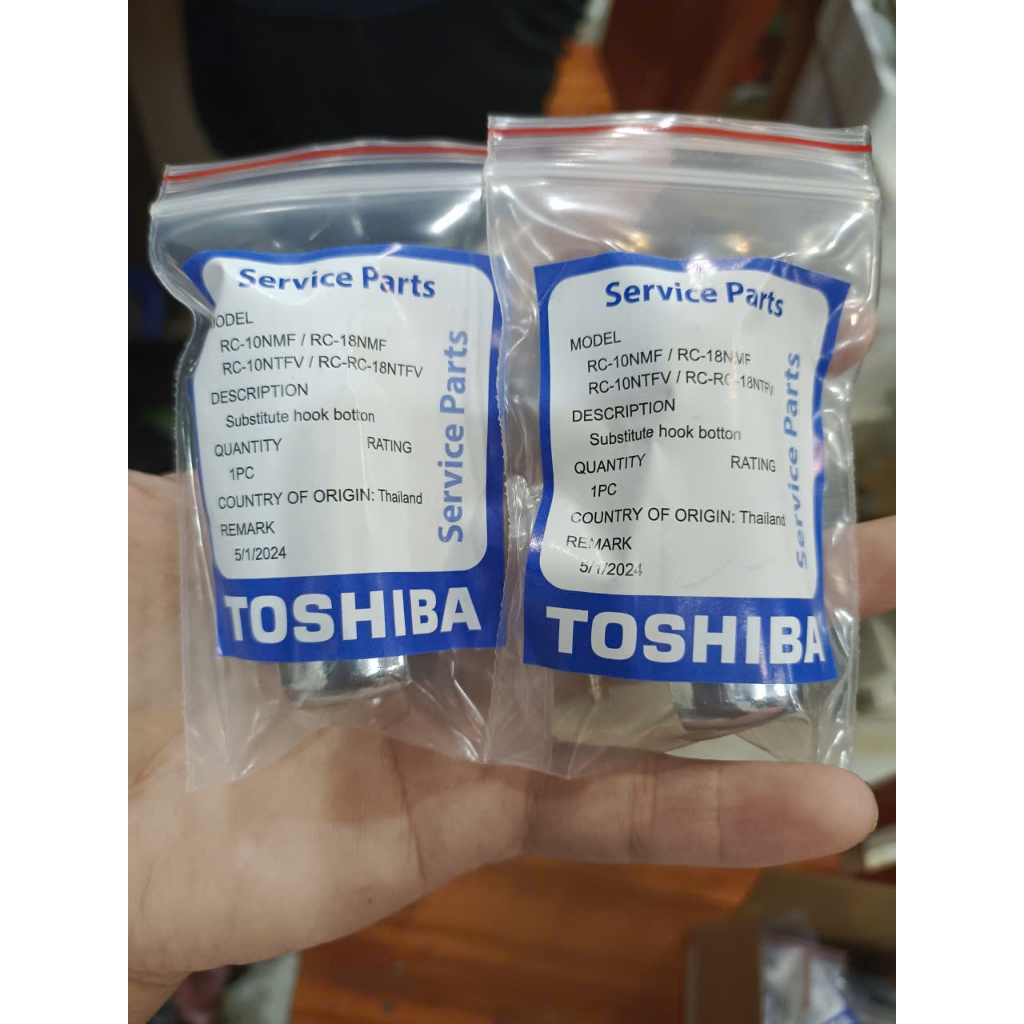 Service Parts
MODEL
RC-10NMF / RC-18NMF
RC-10NTFV / RC-RC-18NTFV
DESCRIPTION
Substitute hook botton
QUANTITY RATING
1PC
COUNTRY OF ORIGIN: Thailand
REMARK
5/1/2024
Service Parts
TOSHIBA
Service Parts
MODEL
RC-10NMF / RC-18NMF
RC-10NTFV / RC-RC-18NTFV
DESCRIPTION
Substitute hook botton
QUANTITY RATING
1PC
COUNTRY OF ORIGIN: Thailand
REMARK
5/1/2024
Service Parts
TOSHIBA